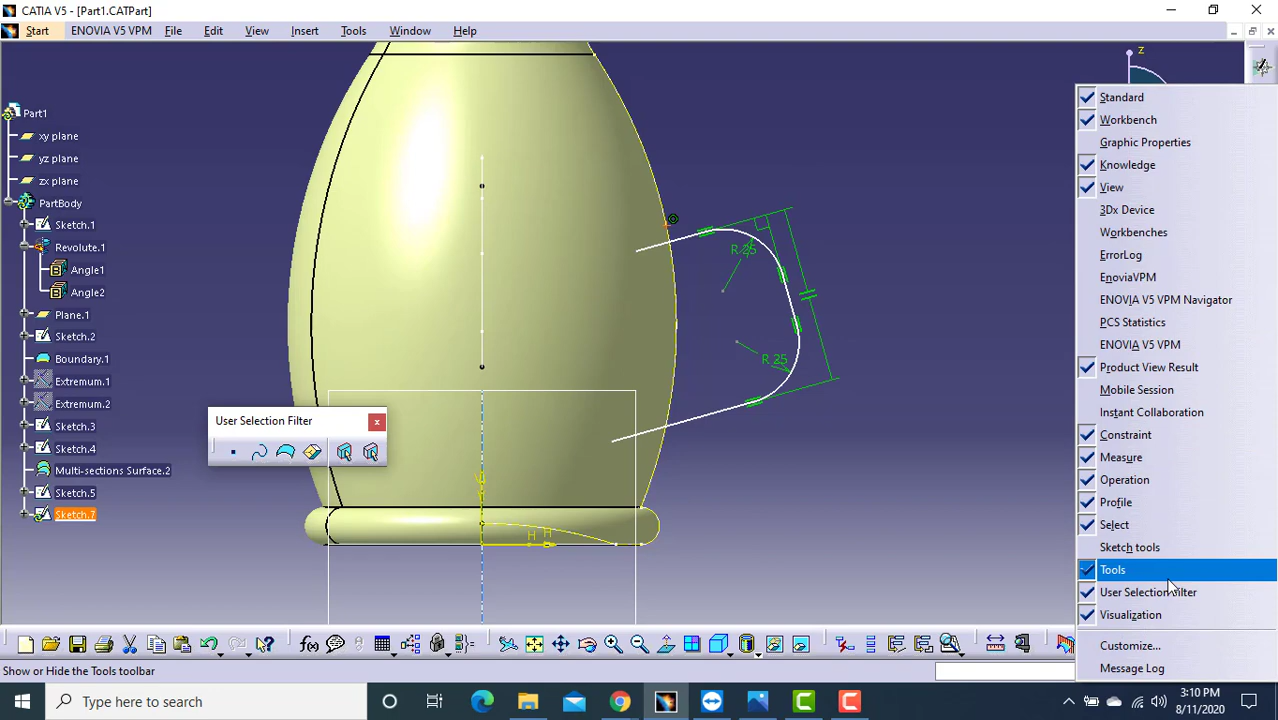 CATIA V5 - [Part1.CATPart]
Start ENOVIA V5 VPM File Edit View Insert Tools Window Help
Part1
xy plane
yz plane
zx plane
PartBody
Sketch.1
Revolute.1
Angle1
Angle2
Plane.1
Sketch.2
Boundary.1
Extremum.1
Extremum.2
Sketch.3
Sketch.4
Multi-sections Surface.2
Sketch.5
Sketch.7
User Selection Filter
R 25
R 25
V
H H
z
Standard
Workbench
Graphic Properties
Knowledge
View
3Dx Device
Workbenches
ErrorLog
EnoviaVPM
ENOVIA V5 VPM Navigator
PCS Statistics
ENOVIA V5 VPM
Product View Result
Mobile Session
Instant Collaboration
Constraint
Measure
Operation
Profile
Select
Sketch tools
Tools
User Selection Filter
Visualization
Customize...
Message Log
Show or Hide the Tools toolbar
Type here to search
3:10 PM
8/11/2020